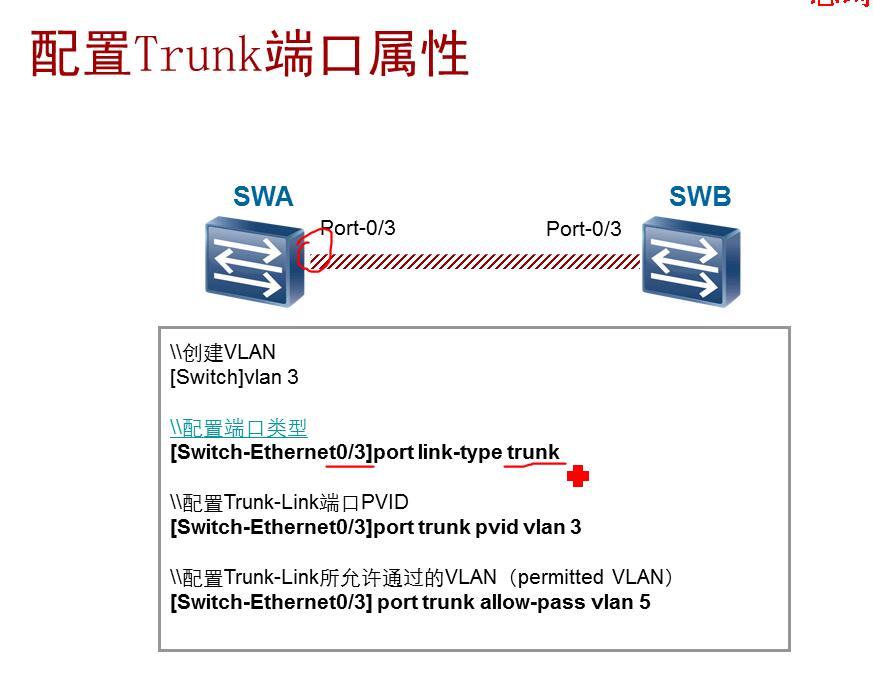 配置Trunk端口属性
SWA
SWB
Port-0/3
Port-0/3
\\创建VLAN
[Switch]vlan 3
\\配置端口类型
[Switch-Ethernet0/3]port link-type trunk
\\配置Trunk-Link端口PVID
[Switch-Ethernet0/3]port trunk pvid vlan 3
\\配置Trunk-Link所允许通过的VLAN（permitted VLAN）
[Switch-Ethernet0/3] port trunk allow-pass vlan 5